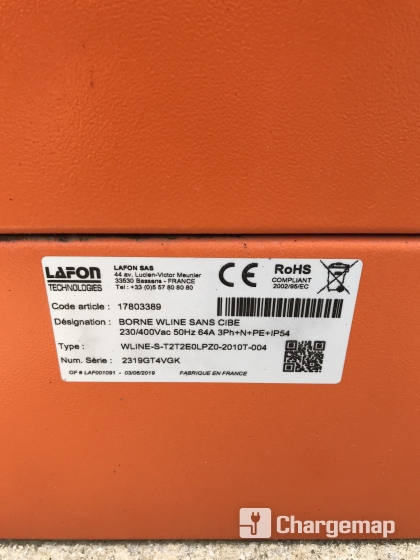 LAFON
TECHNOLOGIES
LAFON SAS
44 av. Lucien-Victor Meunier
33530 Bassens - FRANCE
Tel : +33 (0)5 57 80 80 80
CE
RoHS
COMPLIANT
2002/95/EC
Code article : 17803389
Désignation : BORNE WLINE SANS CIBE
230/400Vac 50Hz 64A 3Ph+N+PE+IP54
Type : WLINE-S-T2T2E0LPZ0-2010T-004
Num. Série : 2319GT4VGK
OF # LAF001091 - 03/06/2019 FABRIQUE EN FRANCE
Chargemap